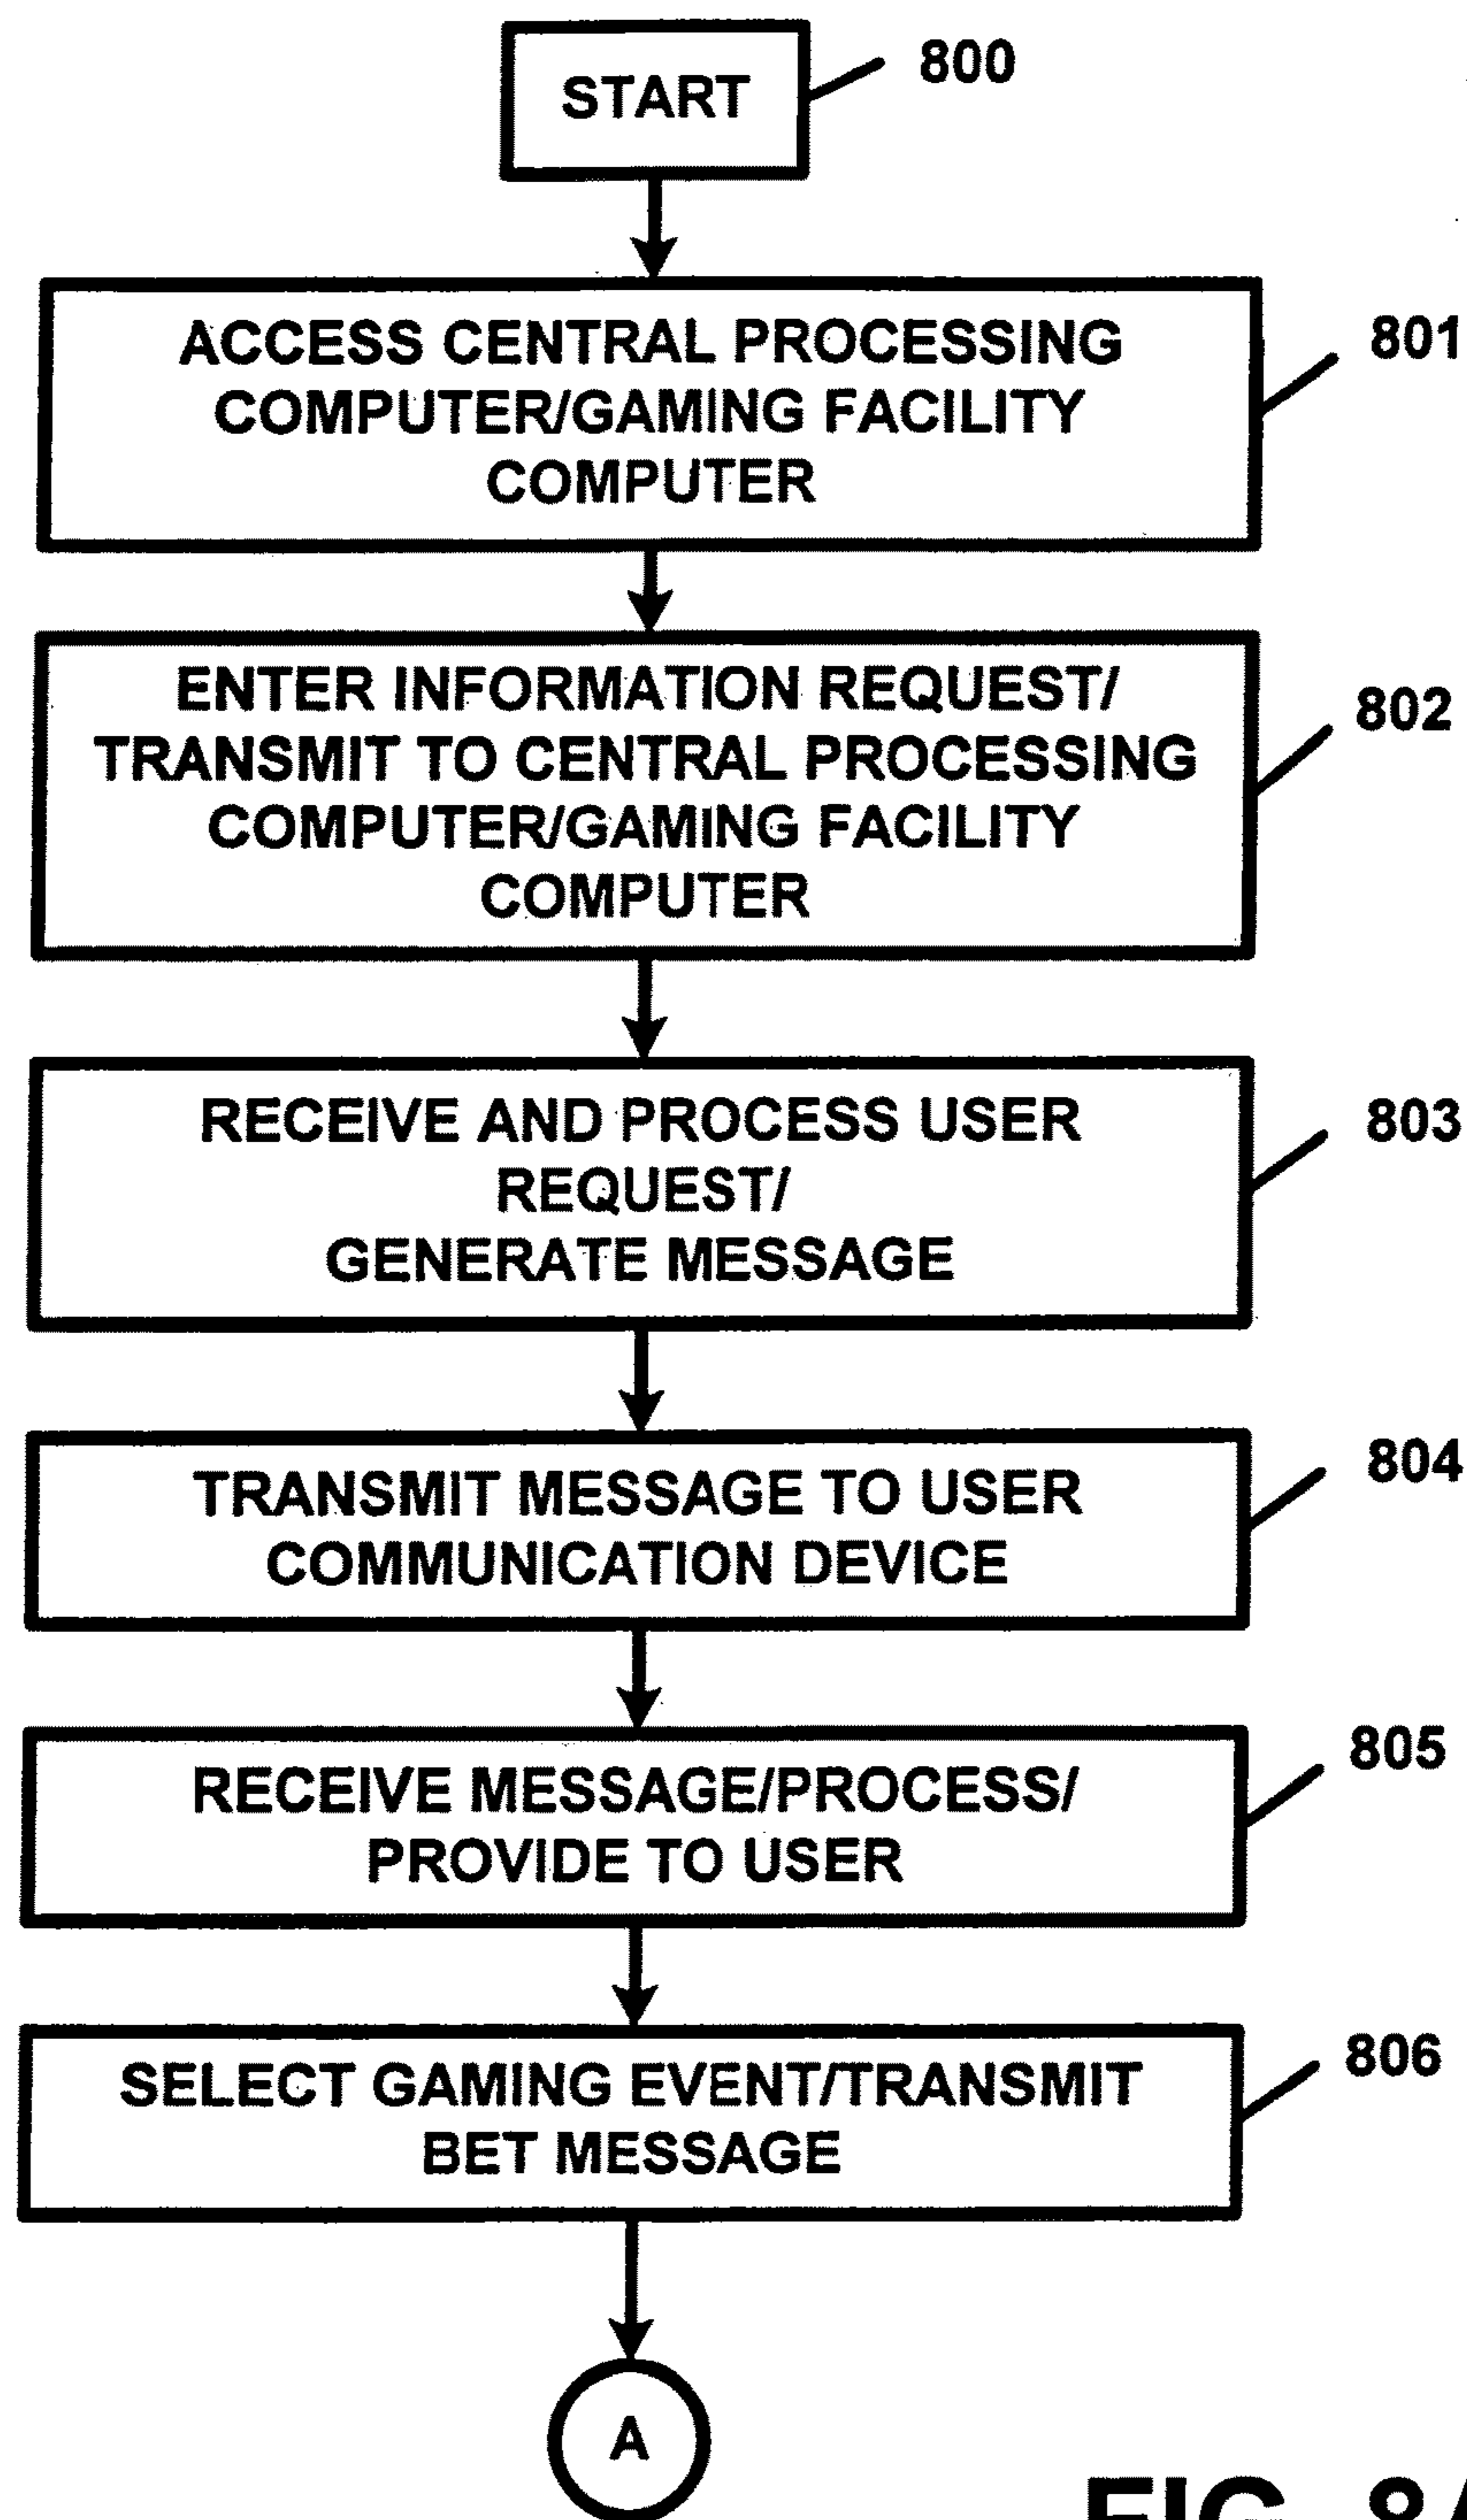 START
800
ACCESS CENTRAL PROCESSING
COMPUTER/GAMING FACILITY
COMPUTER
801
ENTER INFORMATION REQUEST/
TRANSMIT TO CENTRAL PROCESSING
COMPUTER/GAMING FACILITY
COMPUTER
802
RECEIVE AND PROCESS USER
REQUEST/
GENERATE MESSAGE
803
TRANSMIT MESSAGE TO USER
COMMUNICATION DEVICE
804
RECEIVE MESSAGE/PROCESS/
PROVIDE TO USER
805
SELECT GAMING EVENT/TRANSMIT
BET MESSAGE
806
A
FIG.